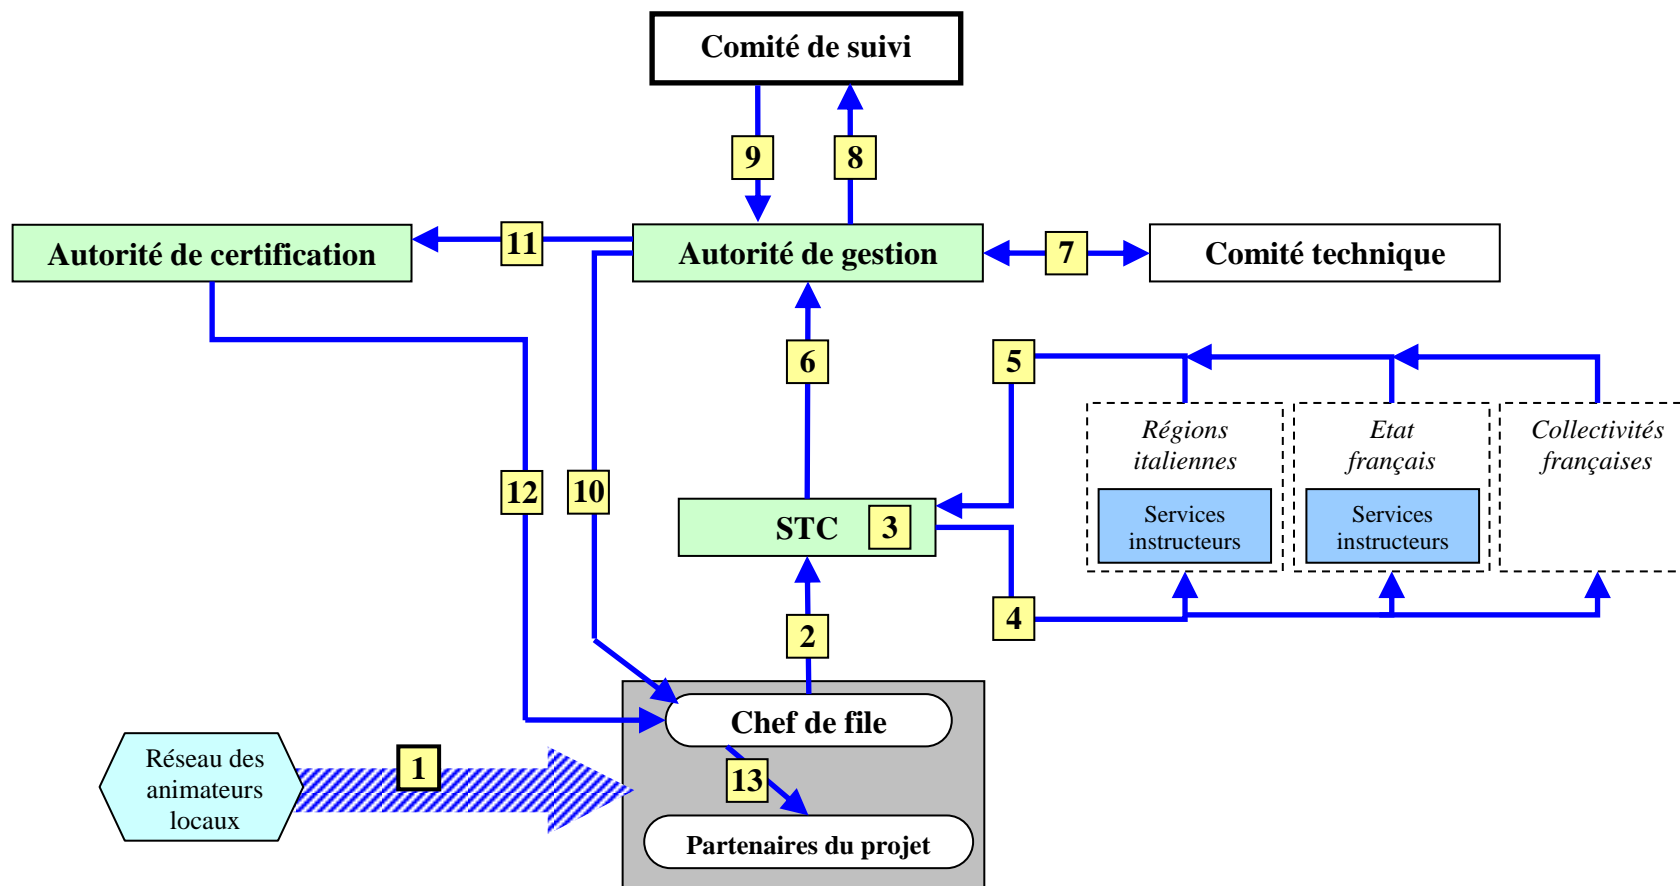 Comité de suivi
9
8
Autorité de certification
11
Autorité de gestion
7
Comité technique
6
5
Régions
italiennes
Services
instructeurs
Etat
français
Services
instructeurs
Collectivités
françaises
12
10
STC
3
4
2
Chef de file
Réseau des
animateurs
locaux
1
13
Partenaires du projet